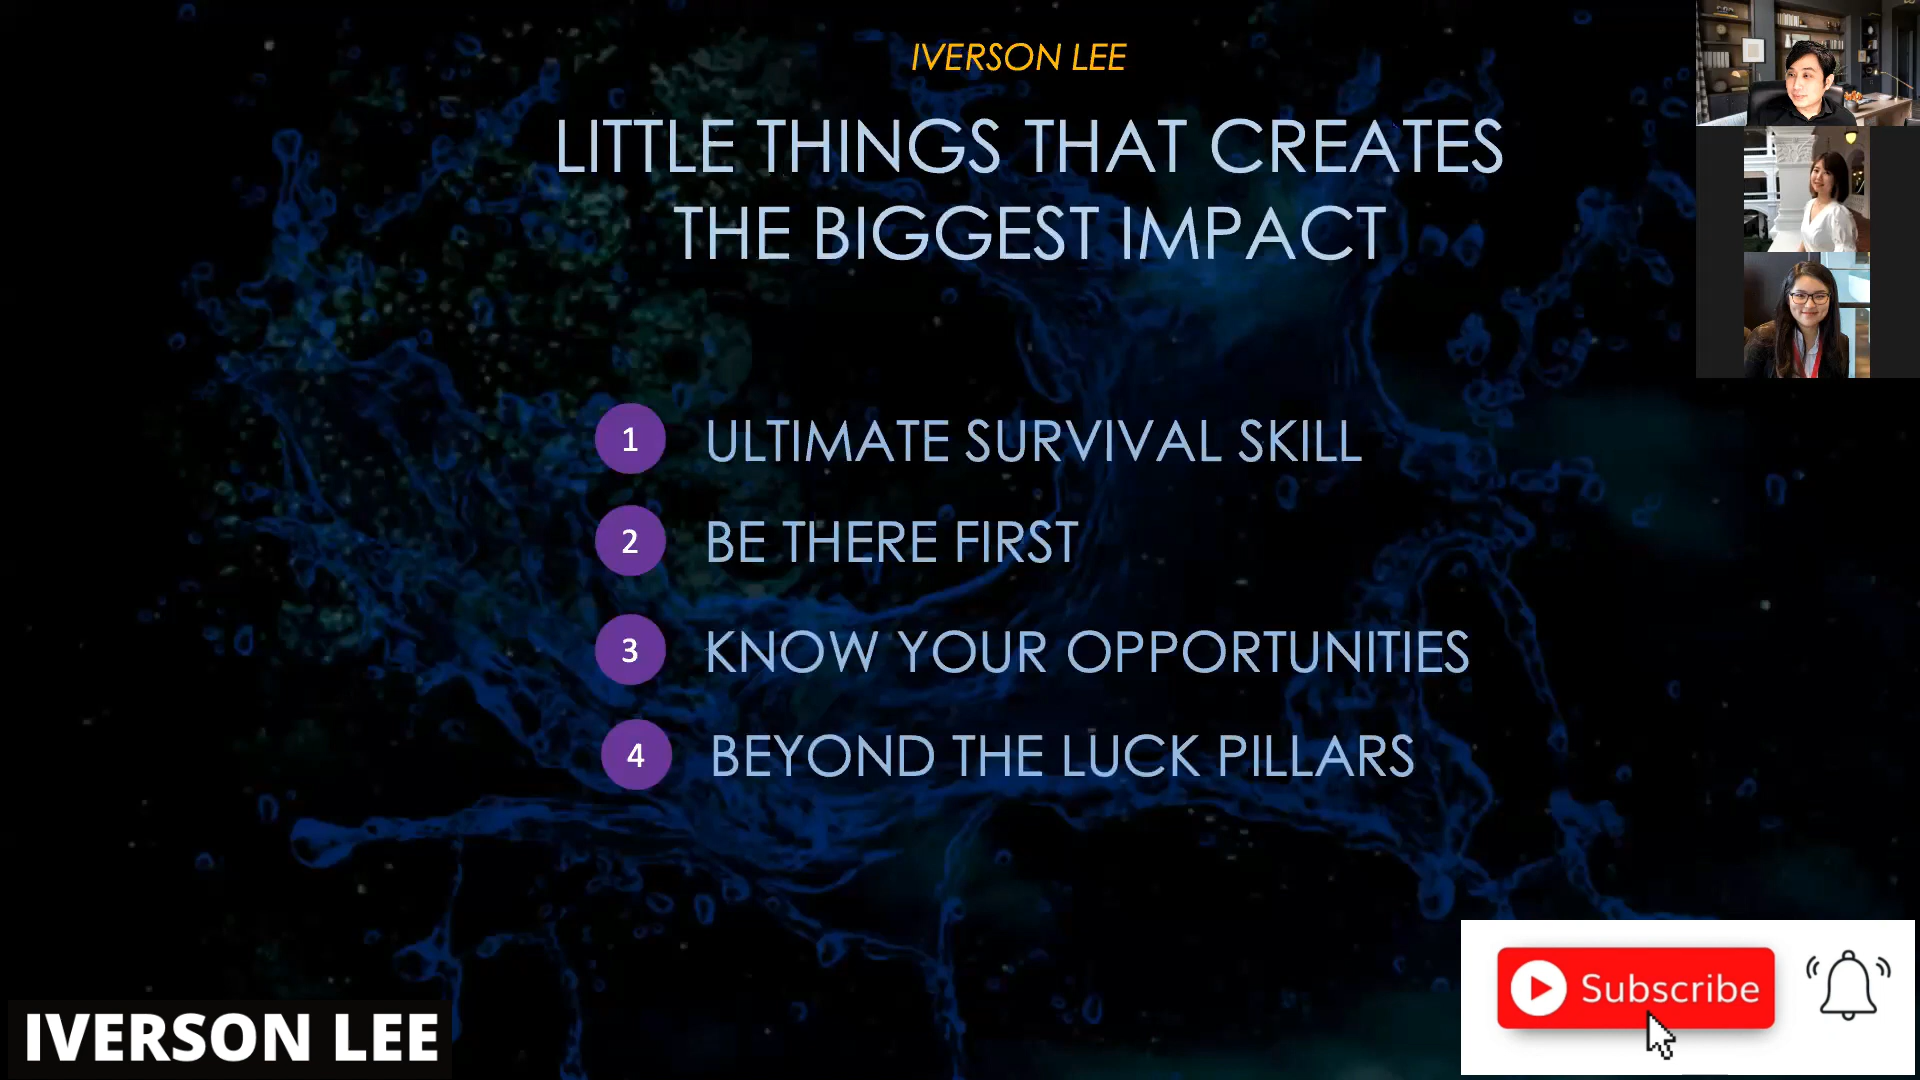 IVERSON LEE
LITTLE THINGS THAT CREATES
THE BIGGEST IMPACT
1 ULTIMATE SURVIVAL SKILL
2 BE THERE FIRST
3 KNOW YOUR OPPORTUNITIES
4 BEYOND THE LUCK PILLARS
IVERSON LEE
Subscribe